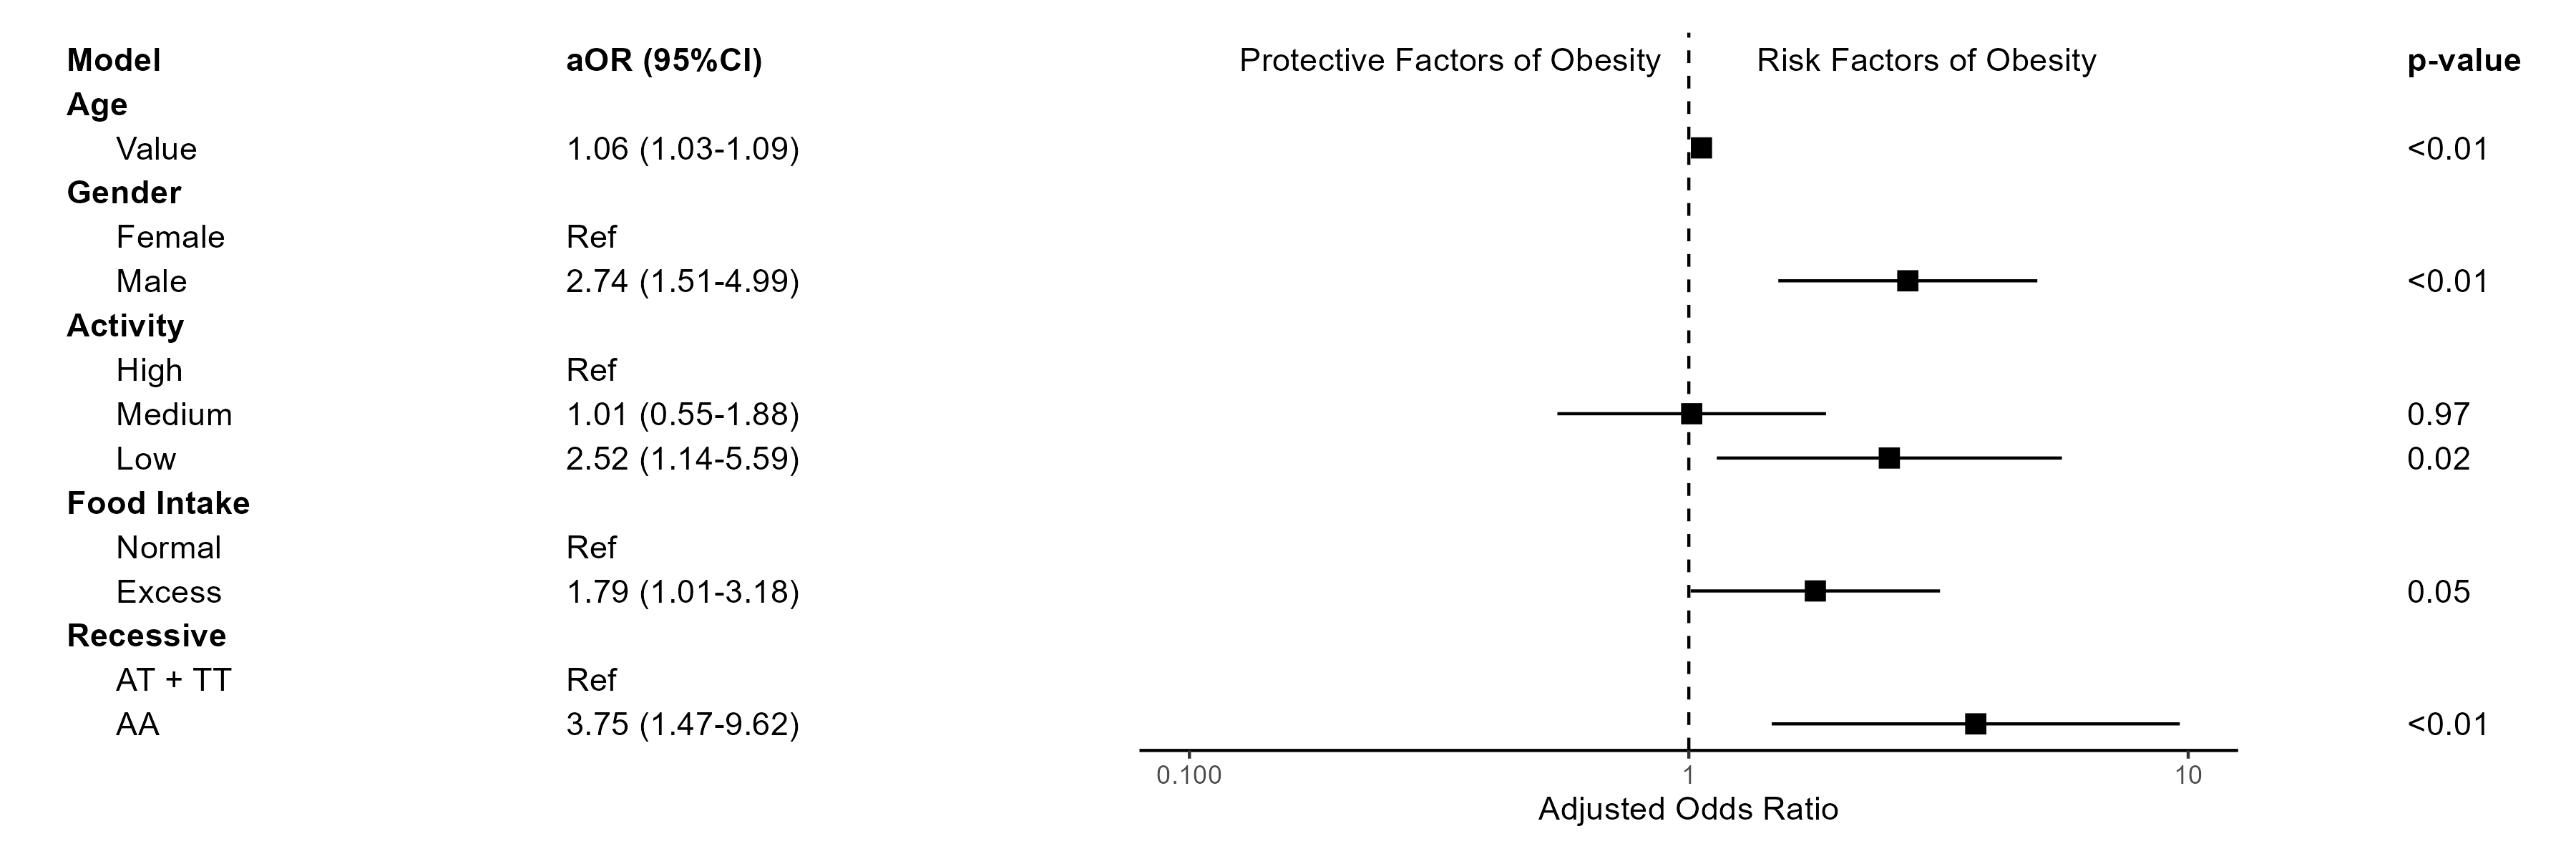 Model aOR (95%CI) Protective Factors of Obesity Risk Factors of Obesity p-value
Age
Value 1.06 (1.03-1.09) <0.01
Gender
Female Ref
Male 2.74 (1.51-4.99) <0.01
Activity
High Ref
Medium 1.01 (0.55-1.88) 0.97
Low 2.52 (1.14-5.59) 0.02
Food Intake
Normal Ref
Excess 1.79 (1.01-3.18) 0.05
Recessive
AT + TT Ref
AA 3.75 (1.47-9.62) <0.01
0.100 1 10
Adjusted Odds Ratio